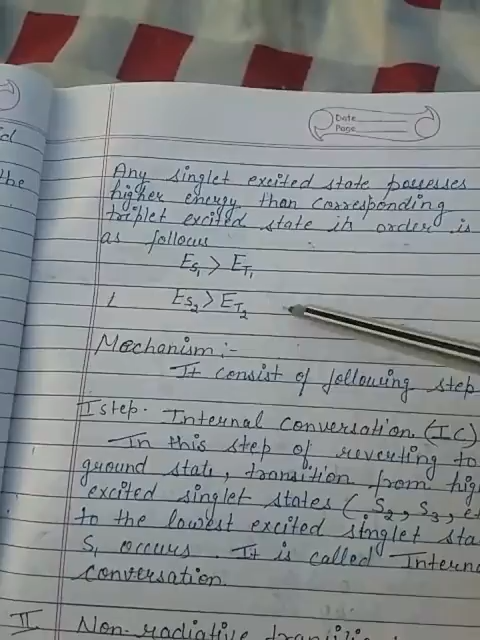 Date
Page
the
Any singlet excited state possesses
higher energy than corresponding
triplet excited state its order is
as follows
ES1 > ET1
ES2 > ET2
Mechanism :-
It consist of following step
I step. Internal conversation (IC)
In this step of reverting to
ground state, transition from hig
excited singlet states (S2, S3, e
to the lowest excited singlet sta
S1 occurs. It is called Intern
conversation.
II Non-radiative